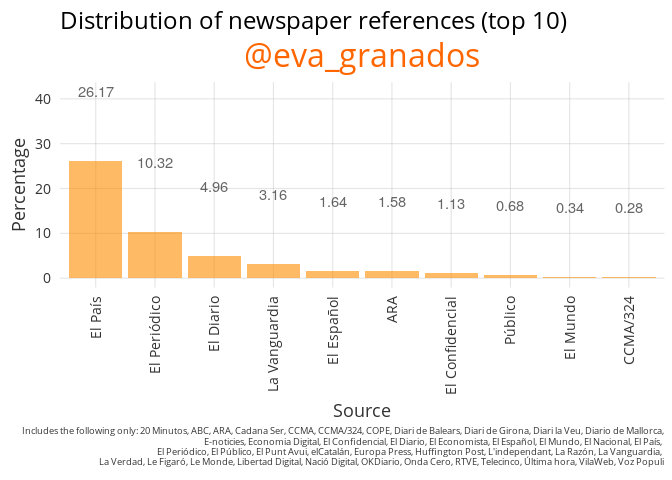 Distribution of newspaper references (top 10)
@eva_granados
Percentage
40
30
20
10
0
26.17
10.32
4.96
3.16
1.64
1.58
1.13
0.68
0.34
0.28
El País
El Periódico
El Diario
La Vanguardia
El Español
ARA
El Confidencial
Público
El Mundo
CCMA/324
Source
Includes the following only: 20 Minutos, ABC, ARA, Cadana Ser, CCMA, CCMA/324, COPE, Diari de Balears, Diari de Girona, Diari la Veu, Diario de Mallorca,
E-noticies, Economia Digital, El Confidencial, El Diario, El Economista, El Español, El Mundo, El Nacional, El País,
El Periódico, El Público, El Punt Avui, elCatalán, Europa Press, Huffington Post, L'independant, La Razón, La Vanguardia,
La Verdad, Le Figaró, Le Monde, Libertad Digital, Nació Digital, OKDiario, Onda Cero, RTVE, Telecinco, Última hora, VilaWeb, Voz Populi